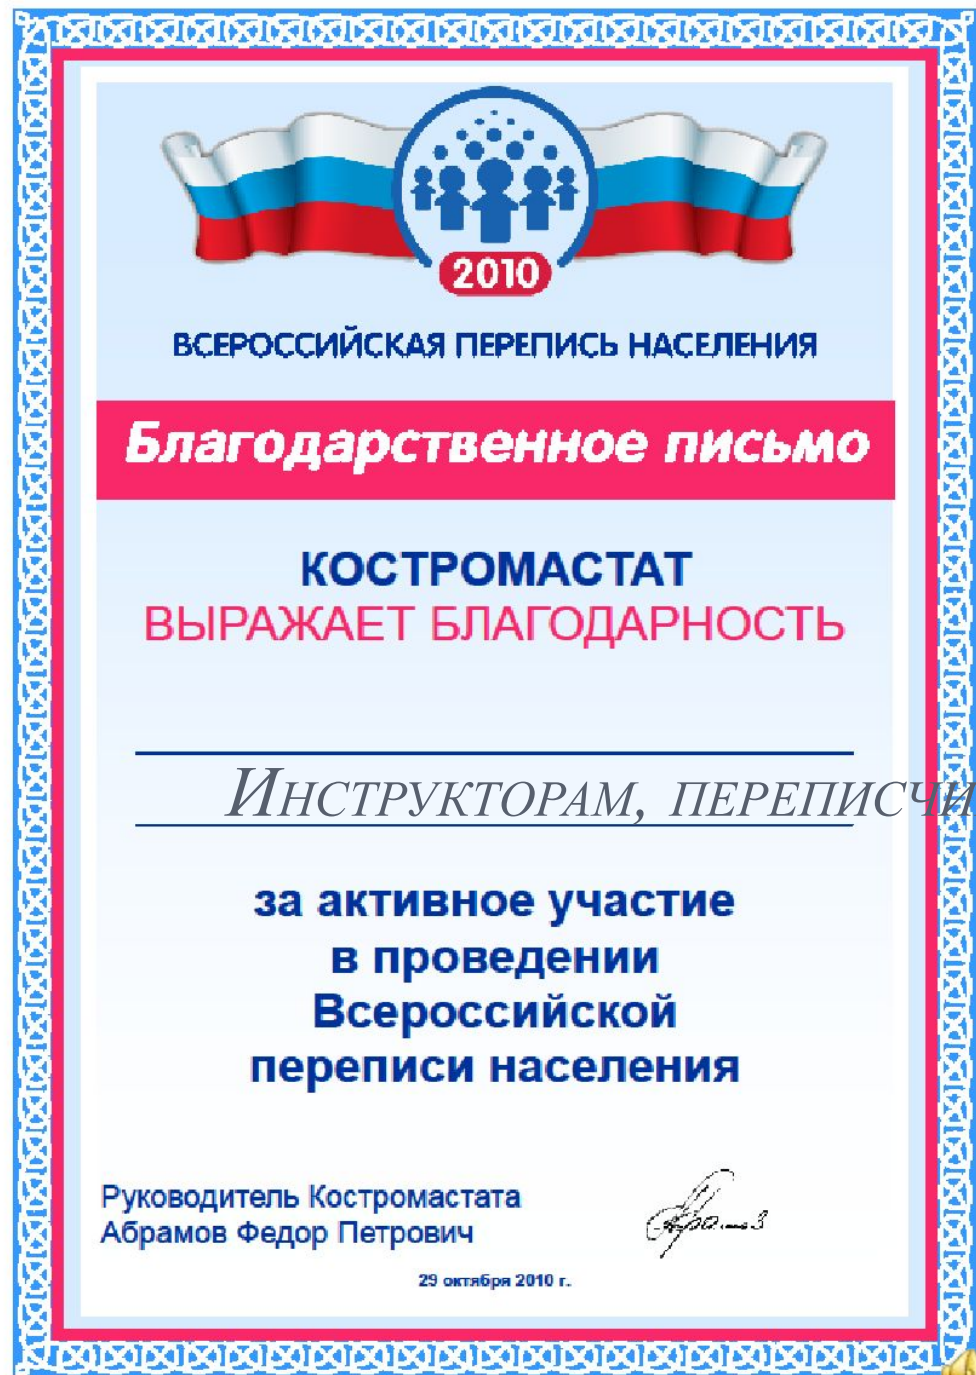 2010
ВСЕРОССИЙСКАЯ ПЕРЕПИСЬ НАСЕЛЕНИЯ
Благодарственное письмо
КОСТРОМАСТАТ
ВЫРАЖАЕТ БЛАГОДАРНОСТЬ
ИНСТРУКТОРАМ, ПЕРЕПИСЧИ
за активное участие
в проведении
Всероссийской
переписи населения
Руководитель Костромастата
Абрамов Федор Петрович
29 октября 2010 г.